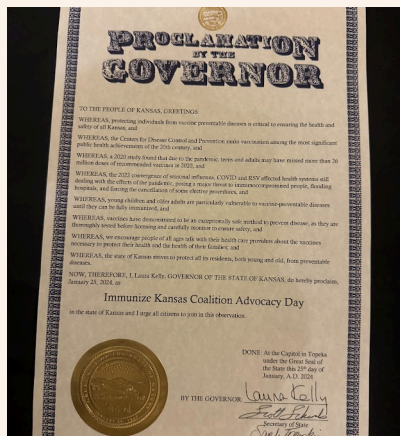 PROCLAMATION
BY THE
GOVERNOR
TO THE PEOPLE OF KANSAS, GREETINGS
WHEREAS, protecting individuals from vaccine preventable diseases is critical to ensuring the health and
safety of all Kansas; and
WHEREAS, the Centers for Disease Control and Prevention name vaccination among the most significant
public health achievements of the 20th century, and
WHEREAS, a 2020 study found that due to the pandemic, teens and adults may have missed more than 26
million doses of recommended vaccines in 2020, and
WHEREAS, the 2022 convergence of seasonal influenza, COVID and RSV affected health systems still
dealing with the effects of the pandemic, posing a major threat to immunocompromised people, flooding
hospitals, and forcing the cancellation of some elective procedures, and
WHEREAS, young children and older adults are particularly vulnerable to vaccine-preventable diseases
until they can be fully immunized, and
WHEREAS, vaccines have demonstrated to be an exceptionally safe method to prevent disease, as they are
thoroughly tested before licensing and carefully monitor to ensure safety, and
WHEREAS, we encourage people of all ages talk with their health care providers about the vaccines
necessary to protect their health and the health of their families; and
WHEREAS, the state of Kansas strives to protect all its residents, both young and old, from preventable
diseases.
NOW, THEREFORE, I, Laura Kelly, GOVERNOR OF THE STATE OF KANSAS, do hereby proclaim,
January 25, 2024, as
Immunize Kansas Coalition Advocacy Day
in the state of Kansas and I urge all citizens to join in this observation.
DONE: At the Capitol in Topeka
under the Great Seal of
the State this 25th day of
January, A.D. 2024
BY THE GOVERNOR: Laura Kelly
Secretary of State